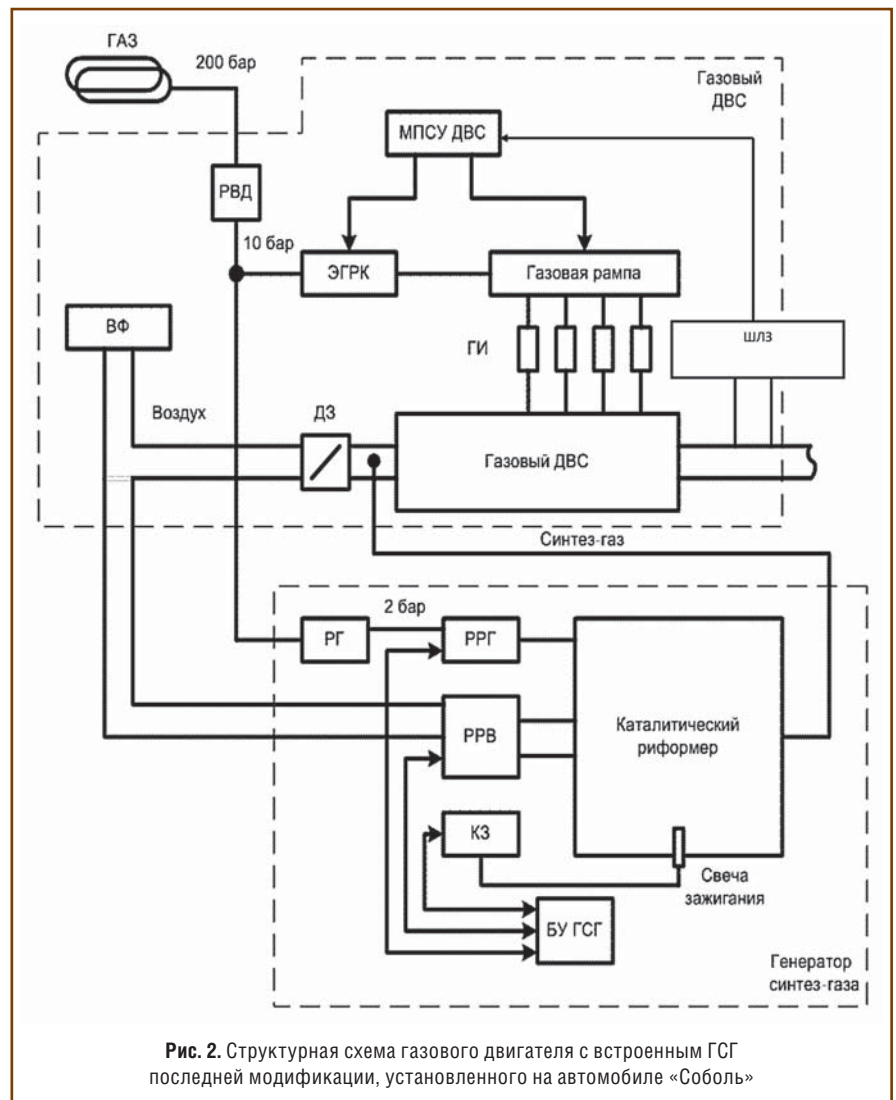 ГАЗ
200 бар
Газовый
ДВС
МПСУ ДВС
РВД
10 бар
ЭГРК
Газовая рампа
ВФ
ГИ
ШЛЗ
Воздух
ДЗ
Газовый ДВС
Синтез-газ
2 бар
РГ
РРГ
Каталитический
риформер
РРВ
КЗ
Свеча
зажигания
БУ ГСГ
Генератор
синтез-газа
Рис. 2. Структурная схема газового двигателя с встроенным ГСГ
последней модификации, установленного на автомобиле «Соболь»